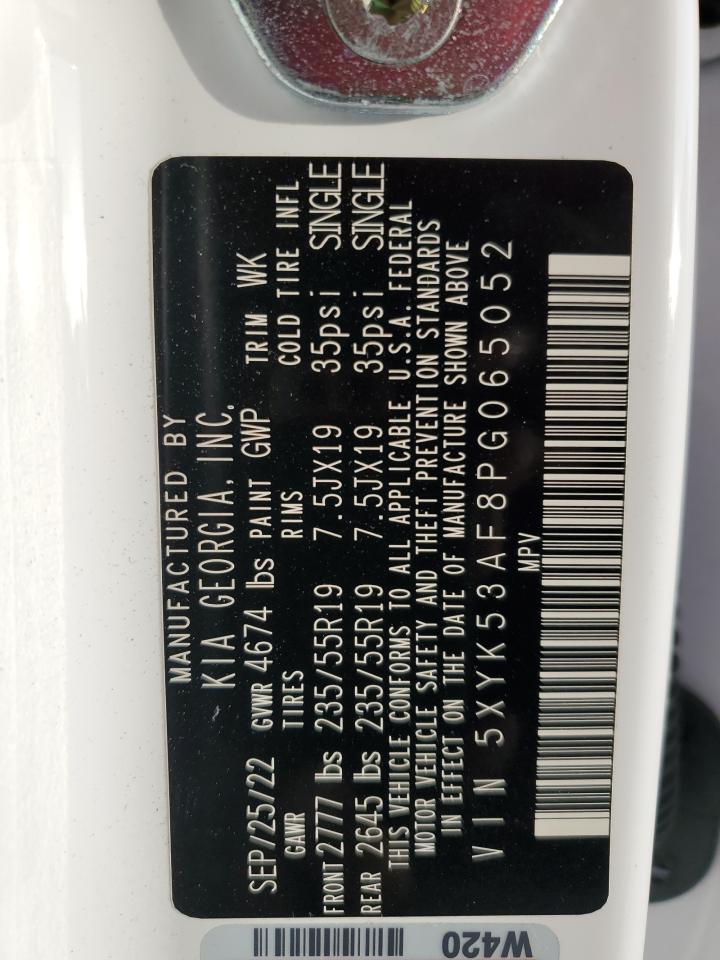 MANUFACTURED BY
KIA GEORGIA, INC.
SEP/25/22 GVWR 4674 lbs PAINT GWP TRIM WK
GAWR TIRES RIMS COLD TIRE INFL
FRONT 2777 lbs 235/55R19 7.5JX19 35psi SINGLE
REAR 2645 lbs 235/55R19 7.5JX19 35psi SINGLE
THIS VEHICLE CONFORMS TO ALL APPLICABLE U.S.A. FEDERAL
MOTOR VEHICLE SAFETY AND THEFT PREVENTION STANDARDS
IN EFFECT ON THE DATE OF MANUFACTURE SHOWN ABOVE
VIN 5XYK53AF8PG065052
MPV
W420